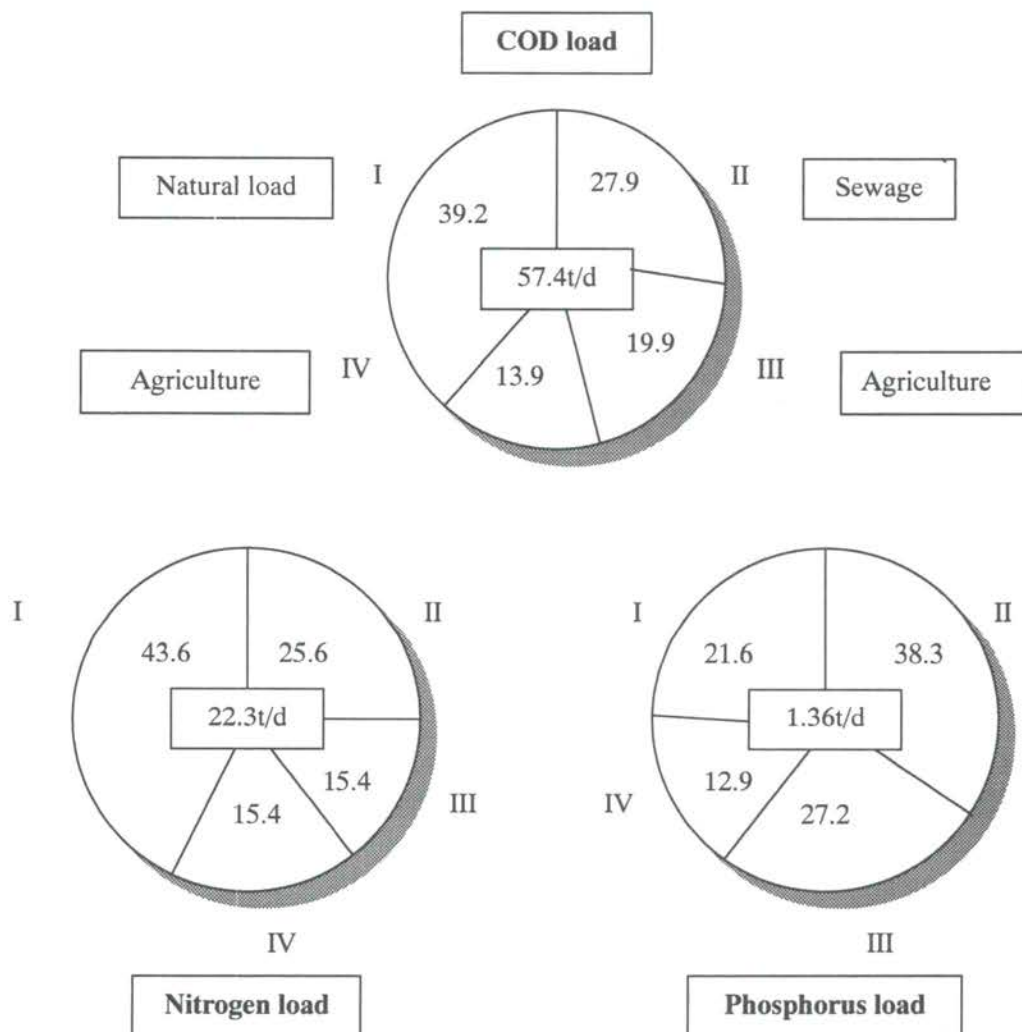 COD load
I
27.9
II
Natural load
Sewage
39.2
57.4t/d
19.9
Agriculture
IV
13.9
III
Agriculture
I
II
43.6
25.6
22.3t/d
15.4
15.4
III
IV
Nitrogen load
I
II
21.6
38.3
1.36t/d
IV
12.9
27.2
III
Phosphorus load